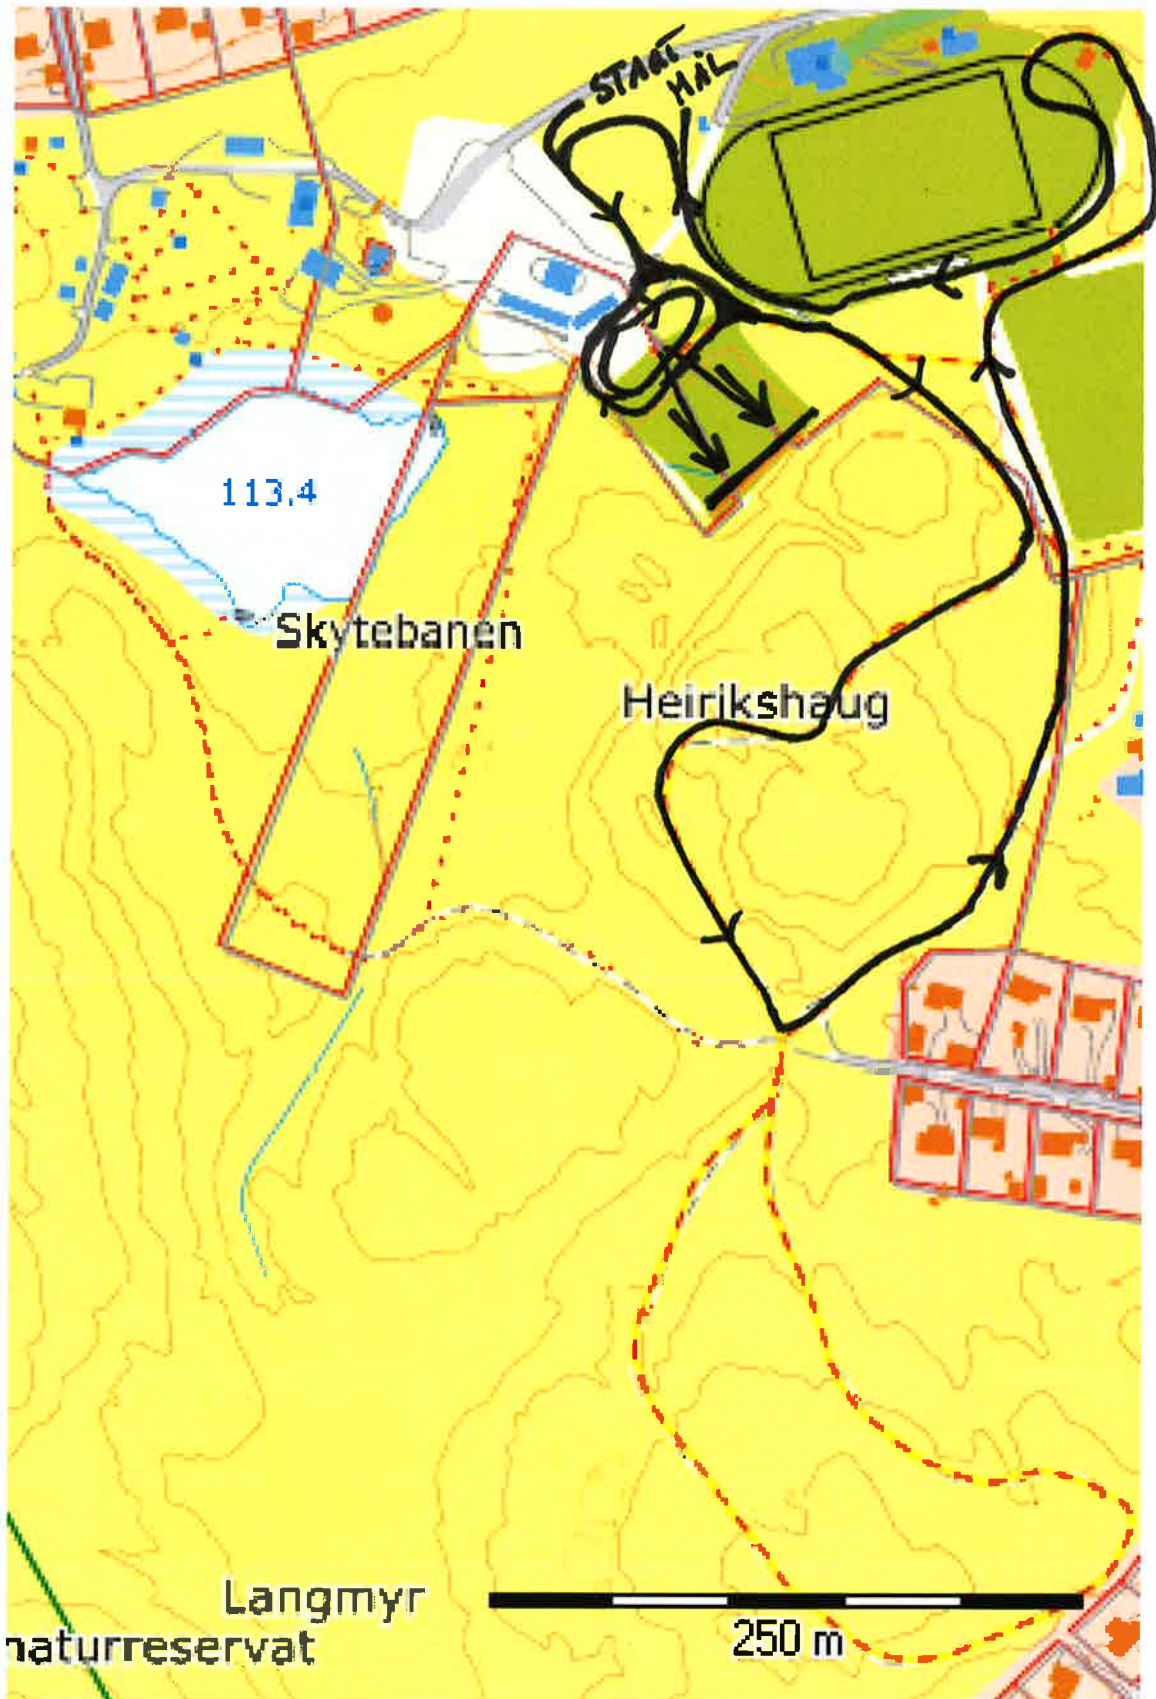 START
MÅL
113.4
Skytebanen
Heirikshaug
Langmyr
naturreservat
250 m